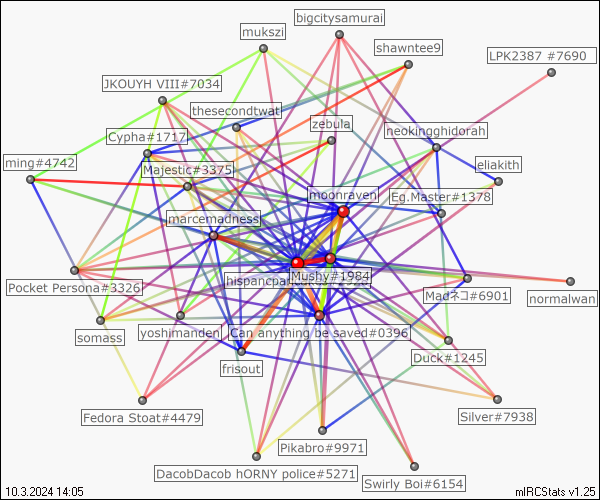 bigcitysamurai
mukszi
shawntee9
LPK2387 #7690
JKOUYH VIII#7034
thesecondtwat
zebula
neokingghidorah
Cypha#1717
ming#4742
Majestic#3375
eliakith
moonraven
Eg.Master#1378
marcemadness
Mushy#1984
Pocket Persona#3326
Madネコ#6901
normalwan
somass
yoshimanden
Can anything be saved#0396
frisout
Duck#1245
Fedora Stoat#4479
Silver#7938
Pikabro#9971
DacobDacob hORNY police#5271
Swirly Boi#6154
10.3.2024 14:05
mIRCStats v1.25